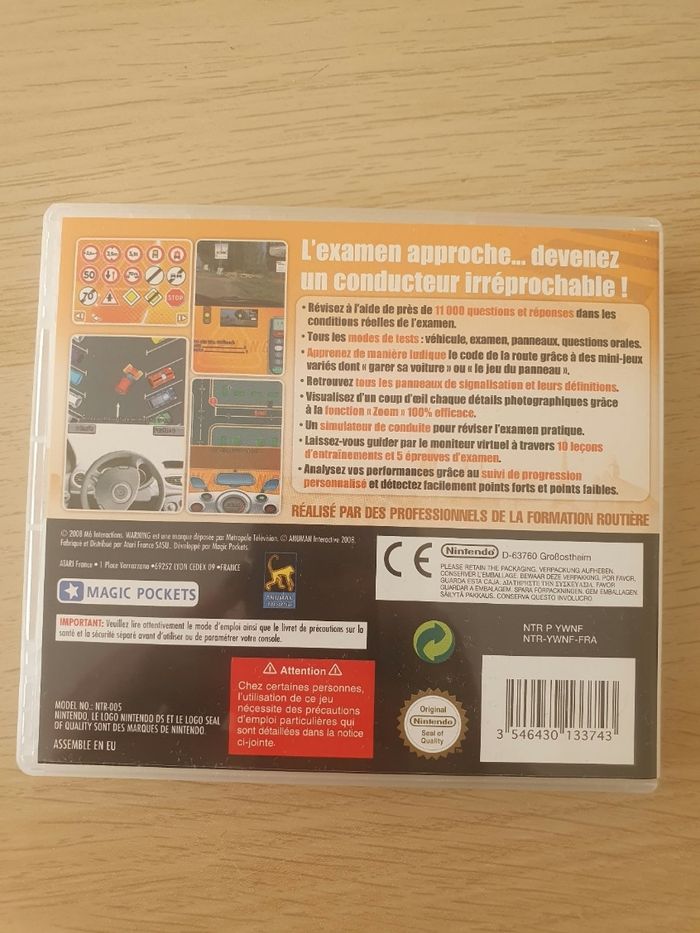 L'examen approche... devenez
un conducteur irréprochable !
• Révisez à l'aide de près de 11 000 questions et réponses dans les
conditions réelles de l'examen.
• Tous les modes de tests : véhicule, examen, panneaux, questions orales.
• Apprenez de manière ludique le code de la route grâce à des mini-jeux
variés dont « garer sa voiture » ou « le jeu du panneau ».
• Retrouvez tous les panneaux de signalisation et leurs définitions.
• Visualisez d'un coup d'œil chaque détails photographiques grâce
à la fonction « Zoom » 100% efficace.
• Un simulateur de conduite pour réviser l'examen pratique.
• Laissez-vous guider par le moniteur virtuel à travers 10 leçons
d'entraînements et 5 épreuves d'examen.
• Analysez vos performances grâce au suivi de progression
personnalisé et détectez facilement points forts et points faibles.
RÉALISÉ PAR DES PROFESSIONNELS DE LA FORMATION ROUTIÈRE
50
70
STOP
© 2008 M6 Interactions. WARNING est une marque déposée par Metropole Télévision. © ANUMAN Interactive 2008.
Fabriqué et Distribué par Atari France SASU. Développé par Magic Pockets.
ATARI France • 1 Place Verrazzano •69252 LYON CEDEX 09 •FRANCE
MAGIC POCKETS
ANUMAN
CE
Nintendo
D-63760 Großostheim
PLEASE RETAIN THE PACKAGING. VERPACKUNG AUFHEBEN.
CONSERVER L'EMBALLAGE. BEWAAR DEZE VERPAKKING, POR FAVOR,
GUARDA ESTA CAJA. ΔΙΑΤΗΡΕΙΤΕ ΤΗΝ ΣΥΣΚΕΥΑΣΙΑ. POR FAVOR
GUARDAR A EMBALAGEM. SPARA FÖRPACKNINGEN. GEM EMBALLAGEN.
SÄILYTÄ PAKKAUS. CONSERVA QUESTO INVOLUCRO.
IMPORTANT: Veuillez lire attentivement le mode d'emploi ainsi que le livret de précautions sur la
santé et la sécurité séparé avant d'utiliser ou de paramétrer votre console.
NTR P YWNF
NTR-YWNF-FRA
Attention
Chez certaines personnes,
l'utilisation de ce jeu
nécessite des précautions
d'emploi particulières qui
sont détaillées dans la notice
ci-jointe.
MODEL NO.: NTR-005
NINTENDO, LE LOGO NINTENDO DS ET LE LOGO SEAL
OF QUALITY SONT DES MARQUES DE NINTENDO.
ASSEMBLE EN EU
Original
Nintendo
Seal of
Quality
3 546430 133743